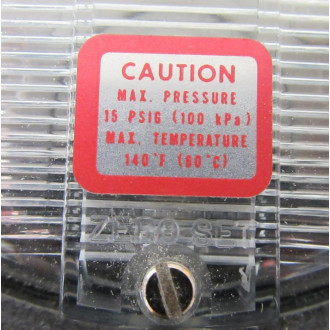 CAUTION
MAX. PRESSURE
15 PSIG (100 kPa)
MAX. TEMPERATURE
140°F (60°C)
ZERO SET